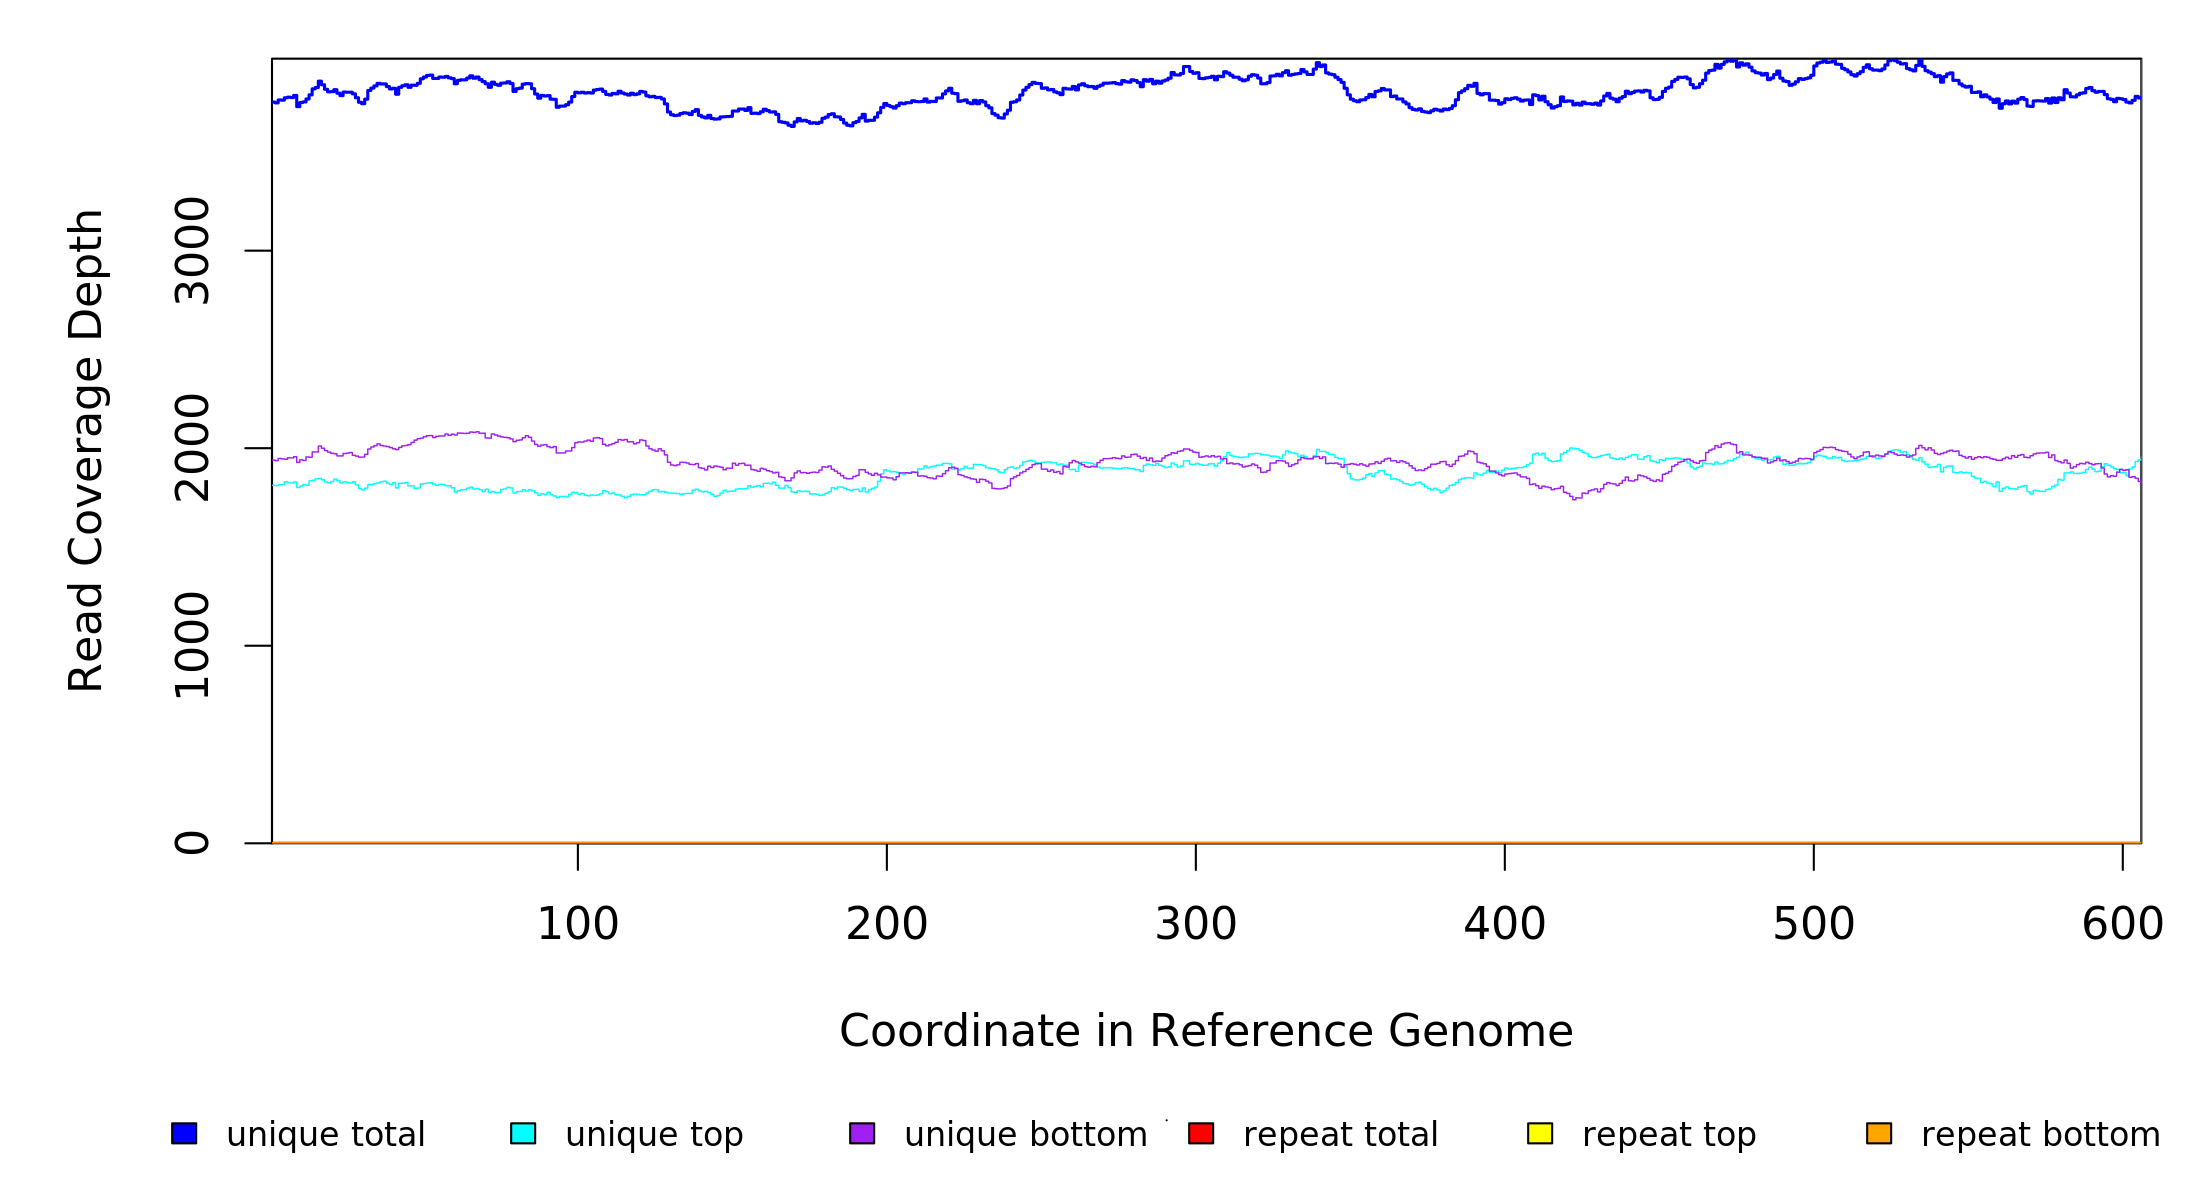 Read Coverage Depth
3000
2000
1000
0
100 200 300 400 500 600
Coordinate in Reference Genome
unique total unique top unique bottom repeat total repeat top repeat bottom